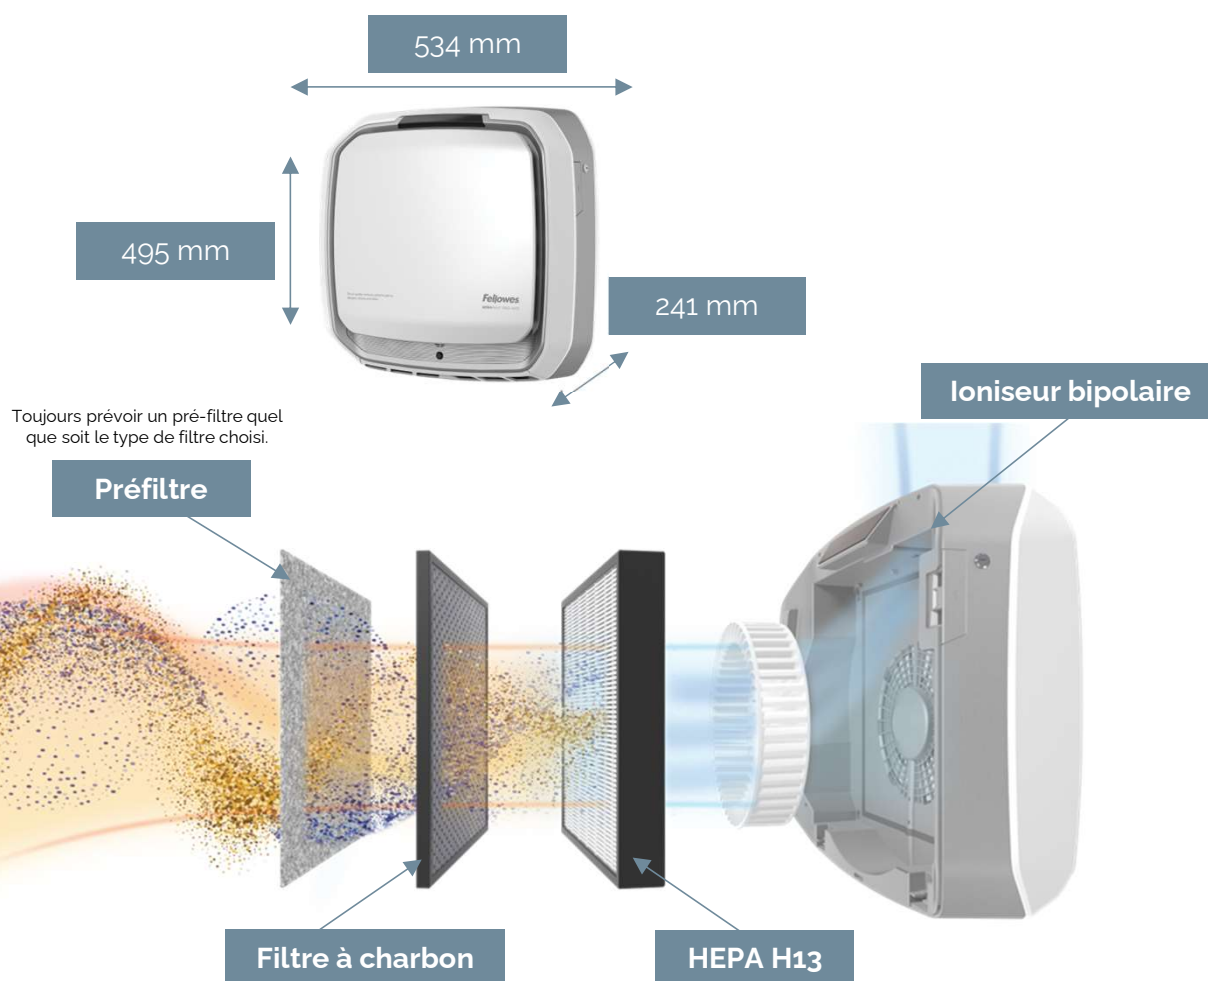 534 mm
495 mm
Fellowes
241 mm
Ioniseur bipolaire
Toujours prévoir un pré-filtre quel
que soit le type de filtre choisi.
Préfiltre
Filtre à charbon
HEPA H13